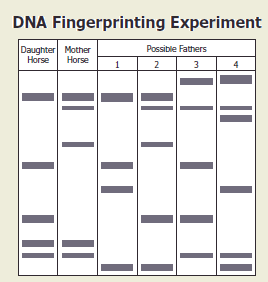 DNA Fingerprinting Experiment
Daughter Horse
Mother Horse
Possible Fathers
1 2 3 4